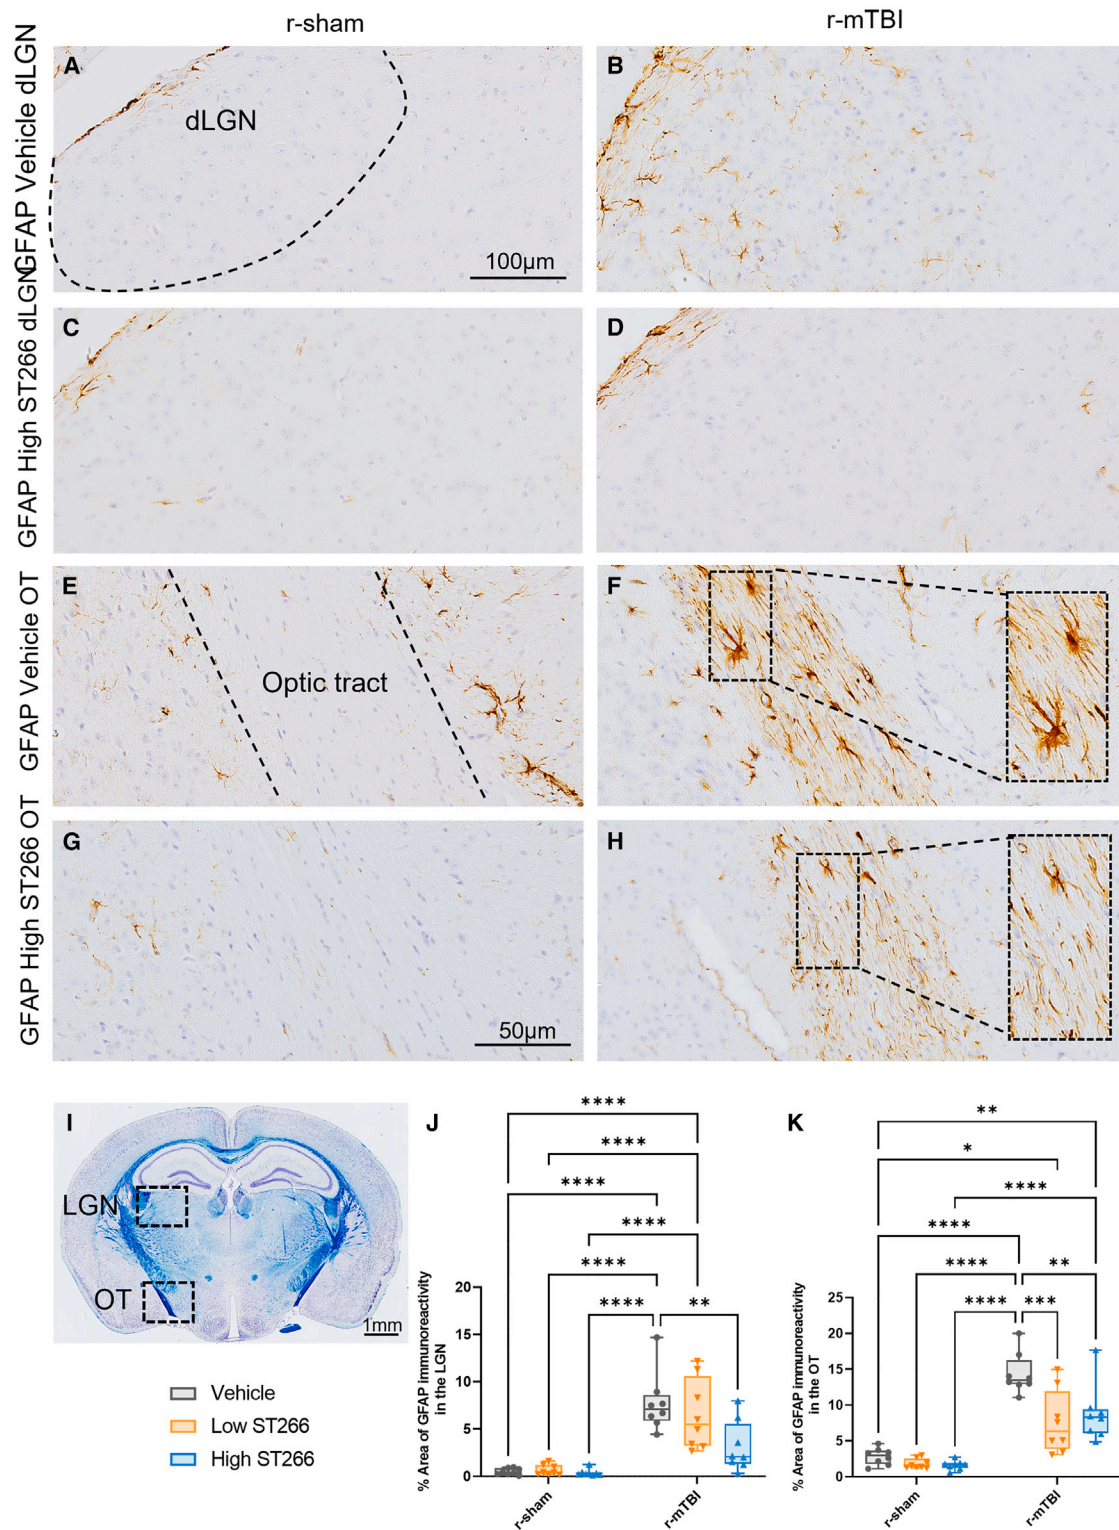 r-sham
r-mTBI
GFAP Vehicle dLGN
A
dLGN
100µm
B
GFAP High ST266 dLGN
C
D
GFAP Vehicle OT
E
Optic tract
F
GFAP High ST266 OT
G
50µm
H
I
LGN
OT
1mm
Vehicle
Low ST266
High ST266
J
****
****
****
****
****
****
**
% Area of GFAP immunoreactivity
in the LGN
20
15
10
5
0
r-sham
r-mTBI
K
**
*
****
****
****
**
****
***
% Area of GFAP immunoreactivity
in the OT
25
20
15
10
5
0
r-sham
r-mTBI